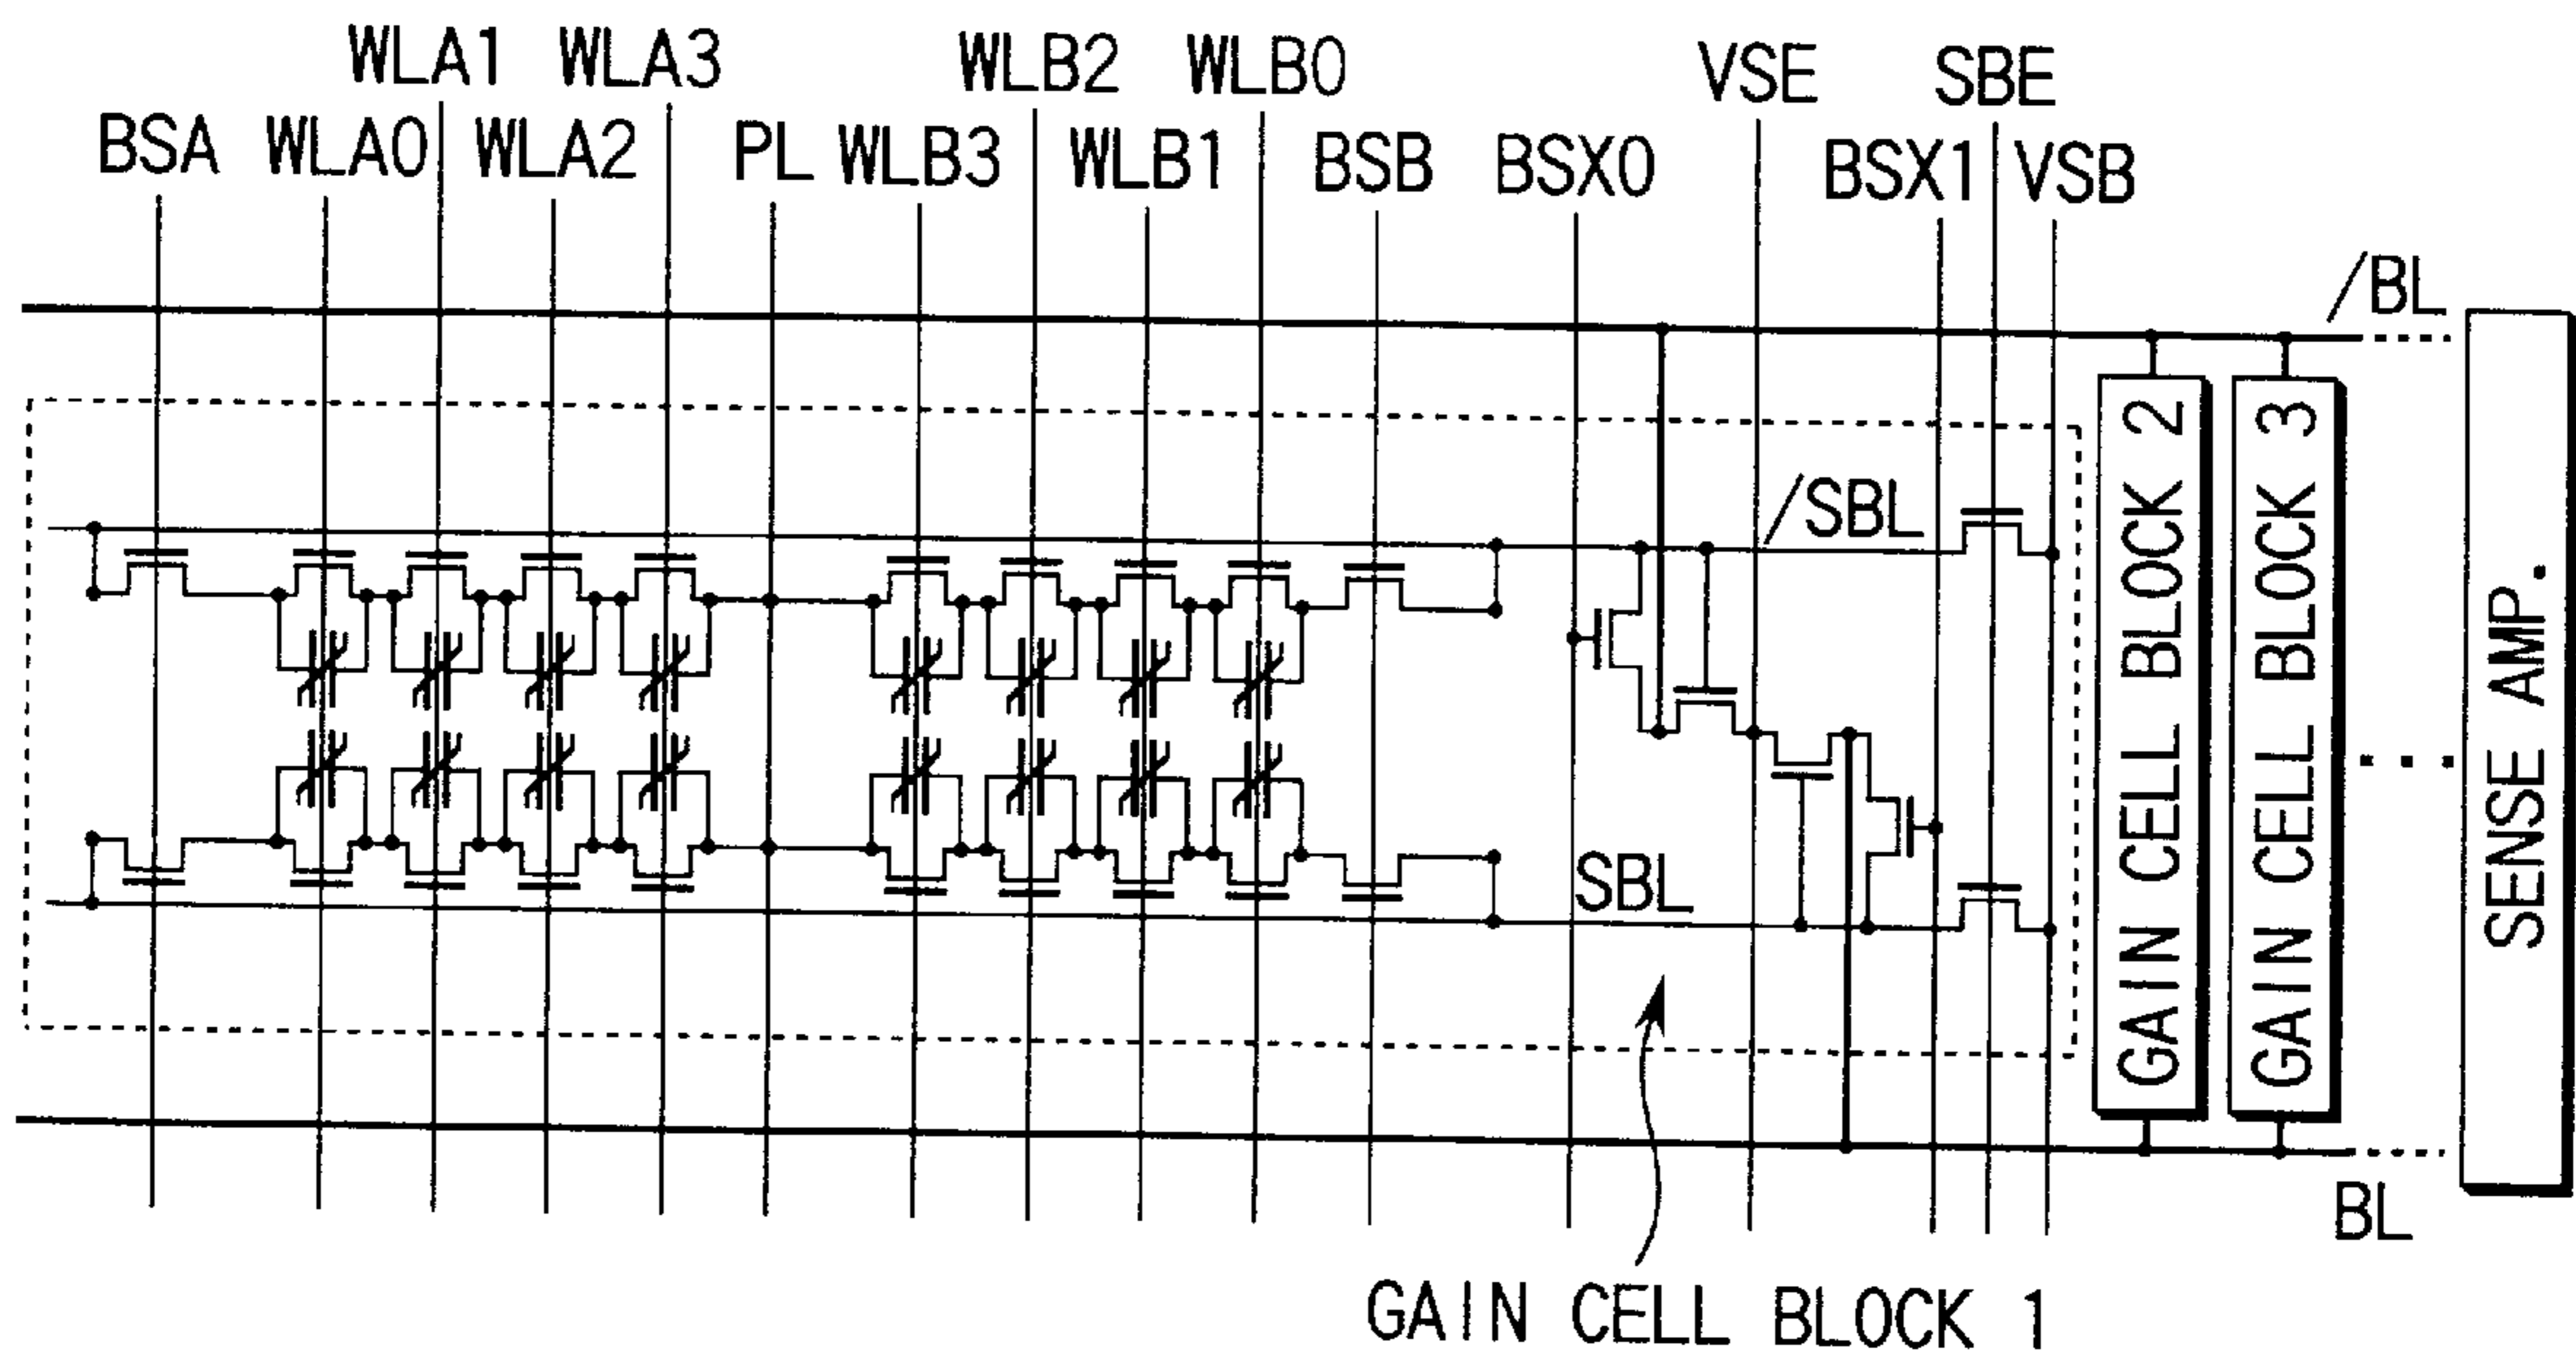 WLA1 WLA3 WLB2 WLB0 VSE SBE
BSA WLA0 WLA2 PL WLB3 WLB1 BSB BSX0 BSX1 VSB
/BL
/SBL
SBL
GAIN CELL BLOCK 2
GAIN CELL BLOCK 3
SENSE AMP.
BL
GAIN CELL BLOCK 1